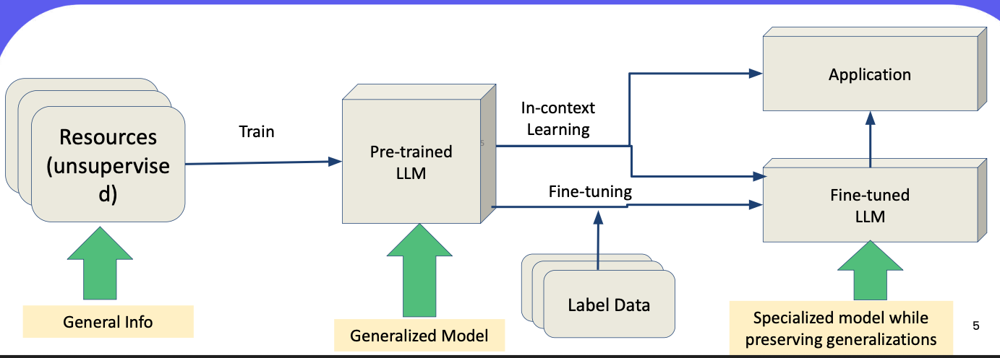 Resources
(unsupervise
d)
General Info
Train
Pre-trained
LLM
s
Generalized Model
In-context
Learning
Fine-tuning
Label Data
Application
Fine-tuned
LLM
Specialized model while
preserving generalizations
5